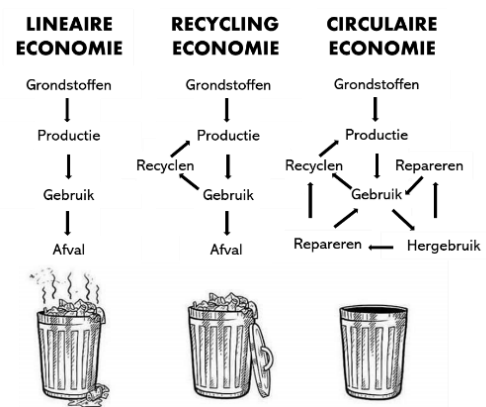 LINEAIRE
ECONOMIE
Grondstoffen
Productie
Gebruik
Afval
RECYCLING
ECONOMIE
Grondstoffen
Productie
Recyclen
Gebruik
Afval
CIRCULAIRE
ECONOMIE
Grondstoffen
Productie
Recyclen
Repareren
Gebruik
Repareren
Hergebruik